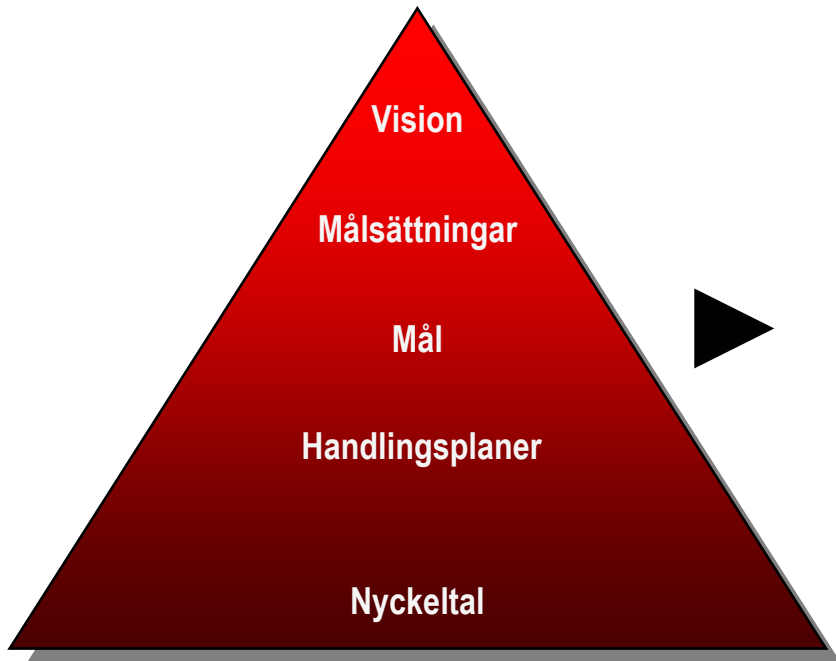 Vision
Målsättningar
Mål
Handlingsplaner
Nyckeltal